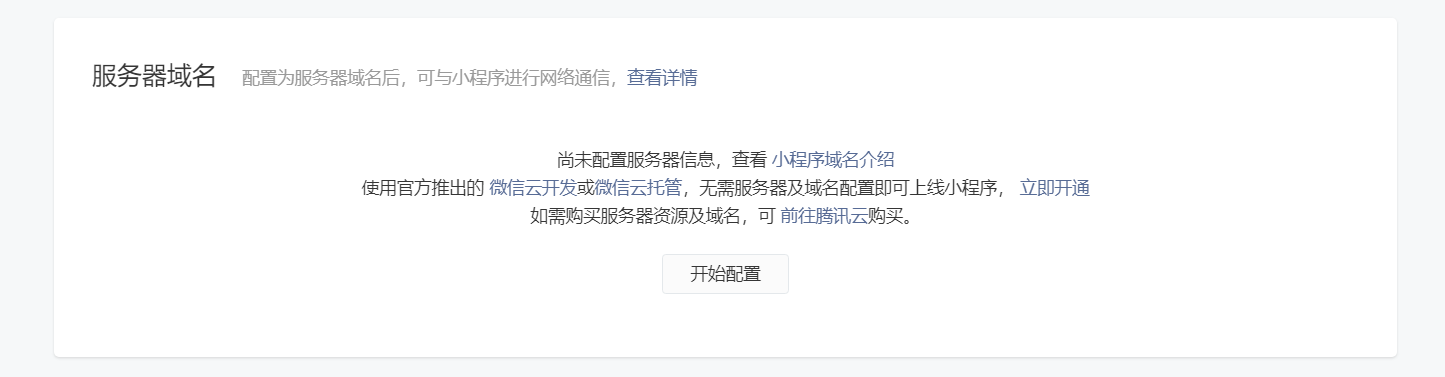 服务器域名 配置为服务器域名后，可与小程序进行网络通信，查看详情
尚未配置服务器信息，查看 小程序域名介绍
使用官方推出的 微信云开发或微信云托管，无需服务器及域名配置即可上线小程序， 立即开通
如需购买服务器资源及域名，可 前往腾讯云购买。
开始配置